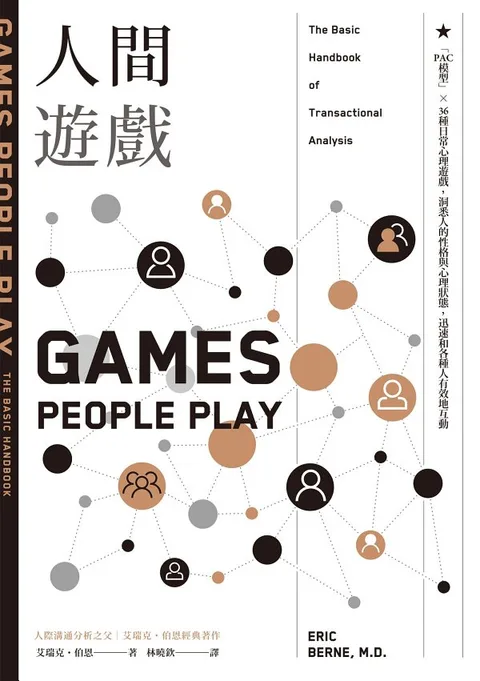 GAMES PEOPLE PLAY
THE BASIC HANDBOOK
人間
遊戲
The Basic
Handbook
of
Transactional
Analysis
★「PAC模型」×36種日常心理遊戲，洞悉人的性格與心理狀態，迅速和各種人有效地互動
GAMES
PEOPLE PLAY
人際溝通分析之父｜艾瑞克・伯恩經典著作
艾瑞克・伯恩———著 林曉欽———譯
ERIC
BERNE, M.D.